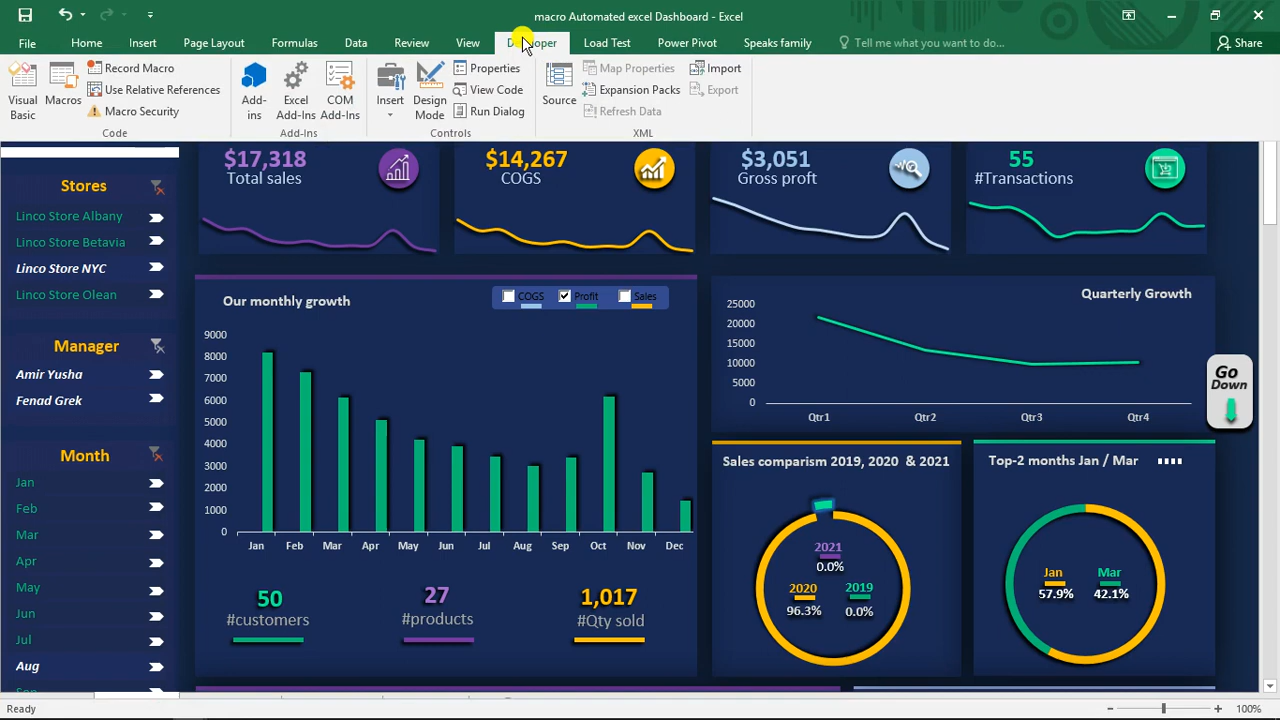 macro Automated excel Dashboard - Excel
File Home Insert Page Layout Formulas Data Review View Developer Load Test Power Pivot Speaks family Tell me what you want to do... Share
Visual Basic
Macros
Record Macro
Use Relative References
Macro Security
Code
Add-ins
Excel Add-Ins
COM Add-Ins
Add-Ins
Insert
Design Mode
Properties
View Code
Run Dialog
Controls
Source
Map Properties
Expansion Packs
Refresh Data
Import
Export
XML
$17,318
Total sales
$14,267
COGS
$3,051
Gross proft
55
#Transactions
Stores
Linco Store Albany
Linco Store Betavia
Linco Store NYC
Linco Store Olean
Manager
Amir Yusha
Fenad Grek
Month
Jan
Feb
Mar
Apr
May
Jun
Jul
Aug
Our monthly growth
COGS Profit Sales
9000
8000
7000
6000
5000
4000
3000
2000
1000
0
Jan Feb Mar Apr May Jun Jul Aug Sep Oct Nov Dec
50
#customers
27
#products
1,017
#Qty sold
Quarterly Growth
25000
20000
15000
10000
5000
0
Qtr1 Qtr2 Qtr3 Qtr4
Go
Down
Sales comparism 2019, 2020 & 2021
2021
0.0%
2020
96.3%
2019
0.0%
Top-2 months Jan / Mar
Jan
57.9%
Mar
42.1%
Ready
100%